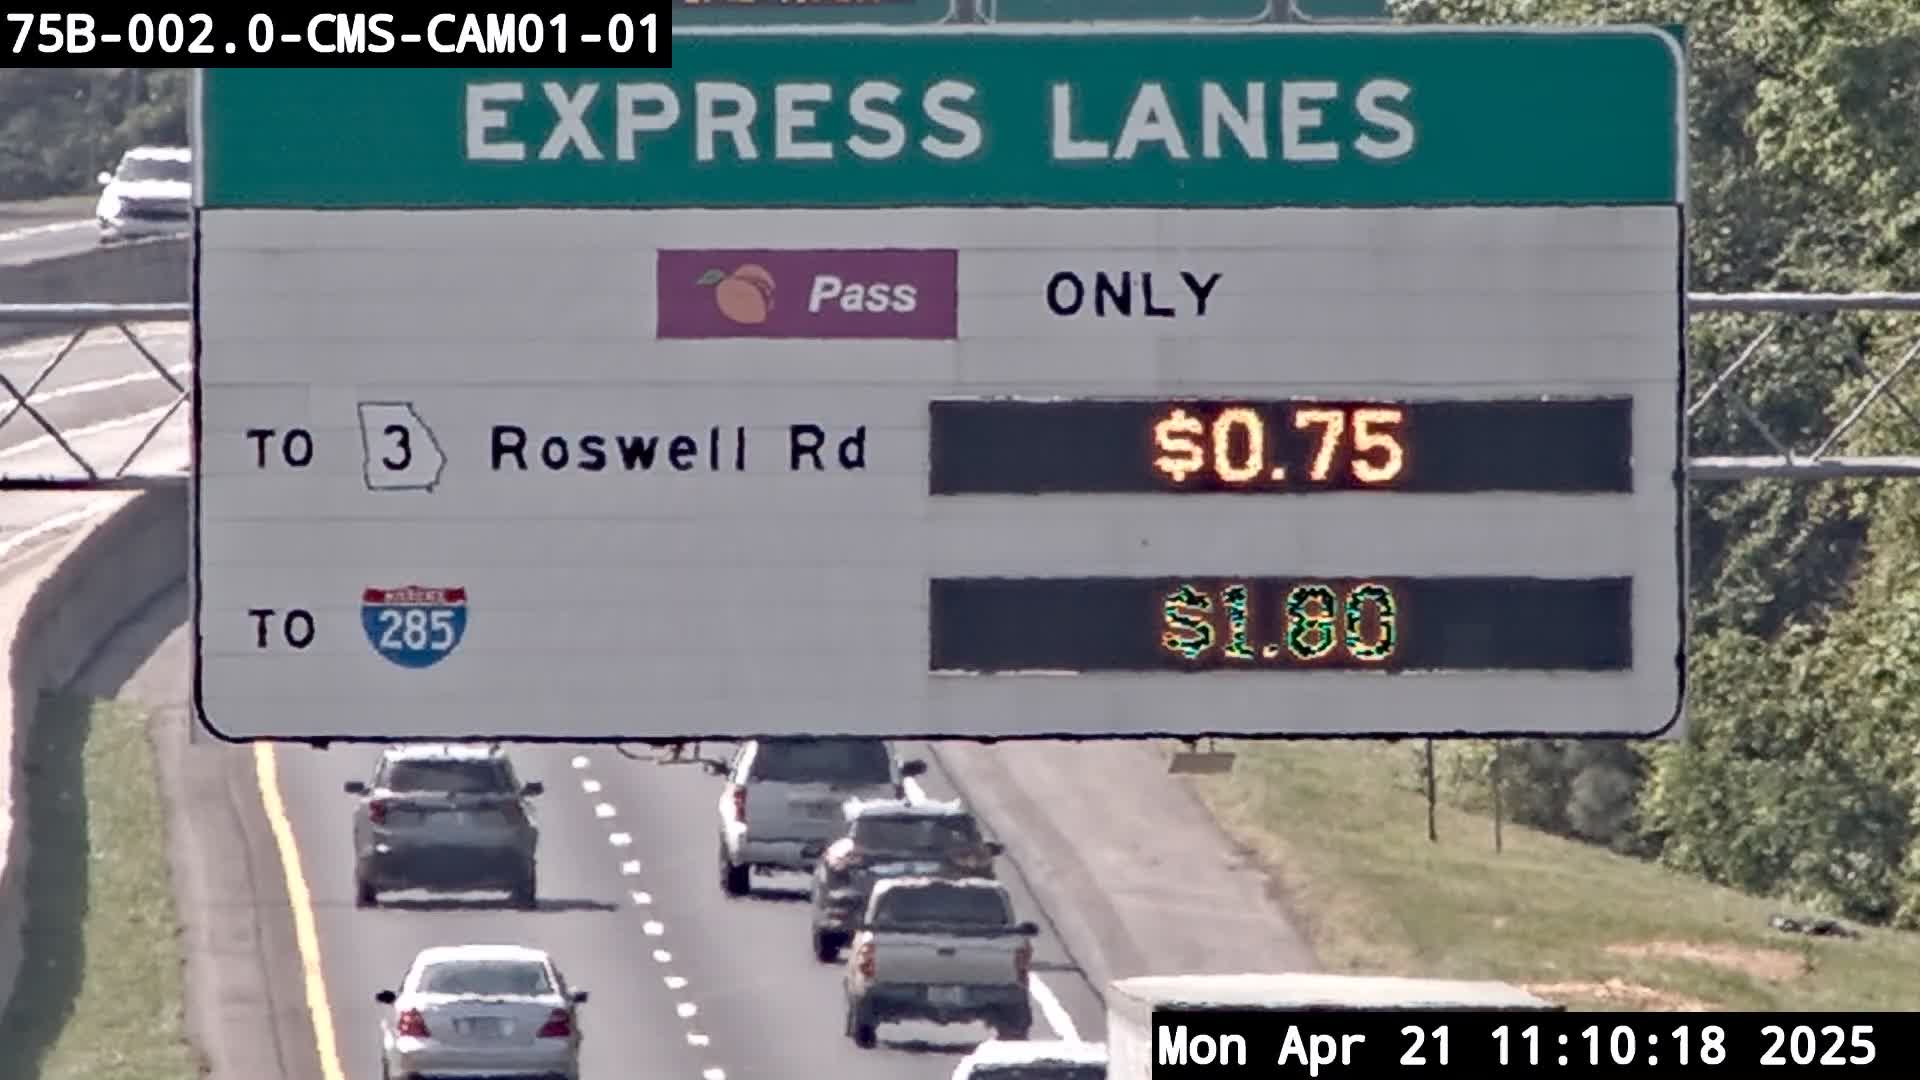 75B-002.0-CMS-CAM01-01
EXPRESS LANES
Pass ONLY
TO 3 Roswell Rd $0.75
TO 285 $1.80
Mon Apr 21 11:10:18 2025